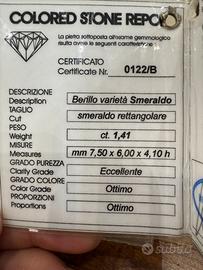 COLORED STONE REPO
La pietra sottoposta all'esame gemmologico
risulta avere le seguenti caratteristiche:
CERTIFICATO
Certificate Nr. 0122/B
DESCRIZIONE
Description Berillo varietà Smeraldo
TAGLIO
Cut smeraldo rettangolare
PESO
Weight ct. 1,41
MISURE
Measures mm 7,50 x 6,00 x 4,10 h
GRADO PUREZZA
Clarity Grade Eccellente
GRADO COLORE
Color Grade Ottimo
PROPORZIONI
Proportions Ottimo
subito